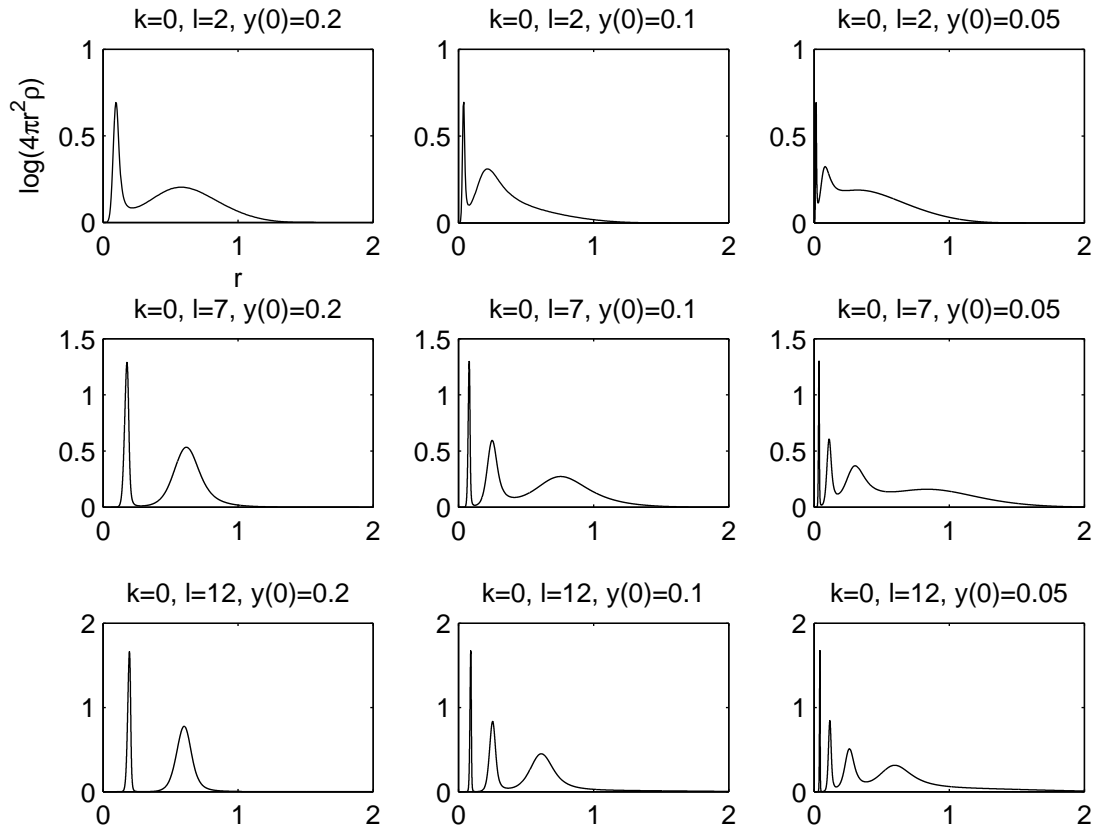 k=0, l=2, y(0)=0.2
k=0, l=2, y(0)=0.1
k=0, l=2, y(0)=0.05
log(4πr²ρ)
1
0.5
0
0 1 2
r
1
0.5
0
0 1 2
1
0.5
0
0 1 2
k=0, l=7, y(0)=0.2
k=0, l=7, y(0)=0.1
k=0, l=7, y(0)=0.05
1.5
1
0.5
0
0 1 2
1.5
1
0.5
0
0 1 2
1.5
1
0.5
0
0 1 2
k=0, l=12, y(0)=0.2
k=0, l=12, y(0)=0.1
k=0, l=12, y(0)=0.05
2
1
0
0 1 2
2
1
0
0 1 2
2
1
0
0 1 2